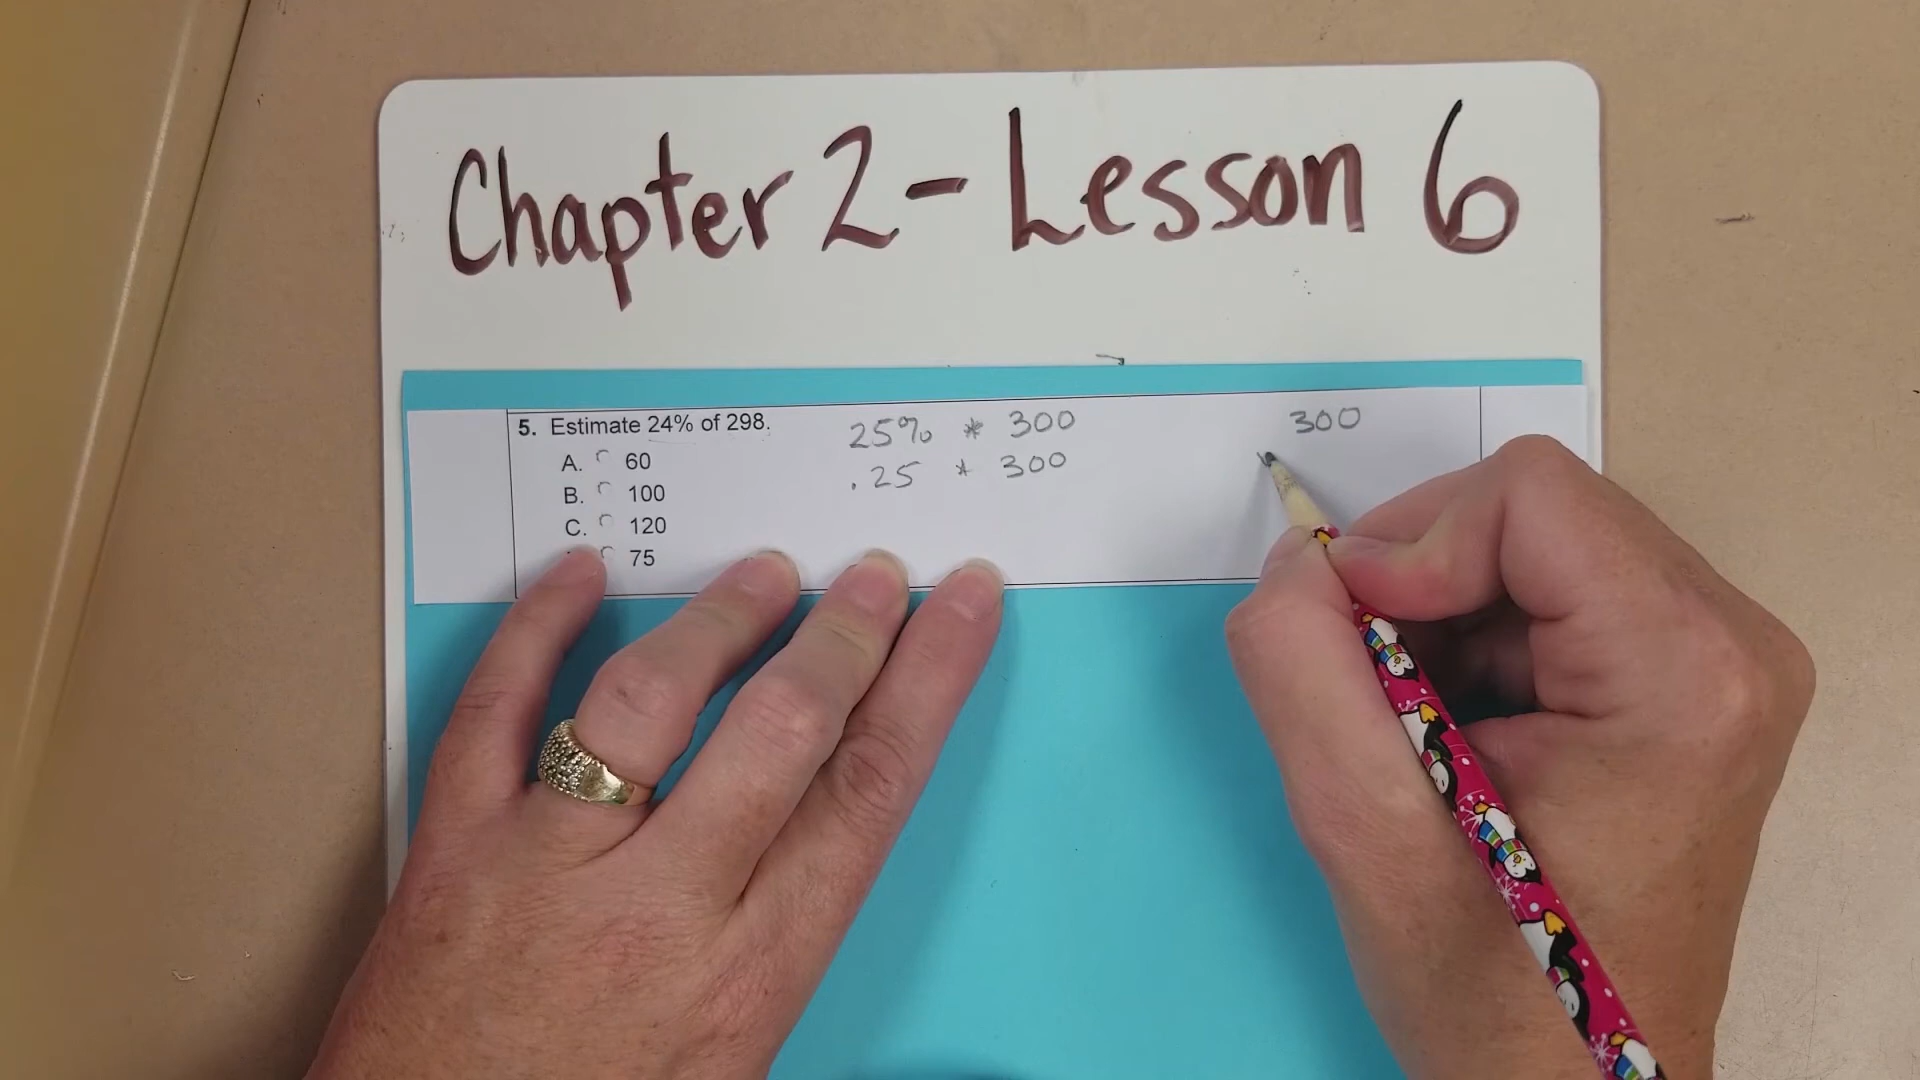 Chapter 2 - Lesson 6
5. Estimate 24% of 298.
25% * 300
300
A. 60
.25 * 300
B. 100
C. 120
75